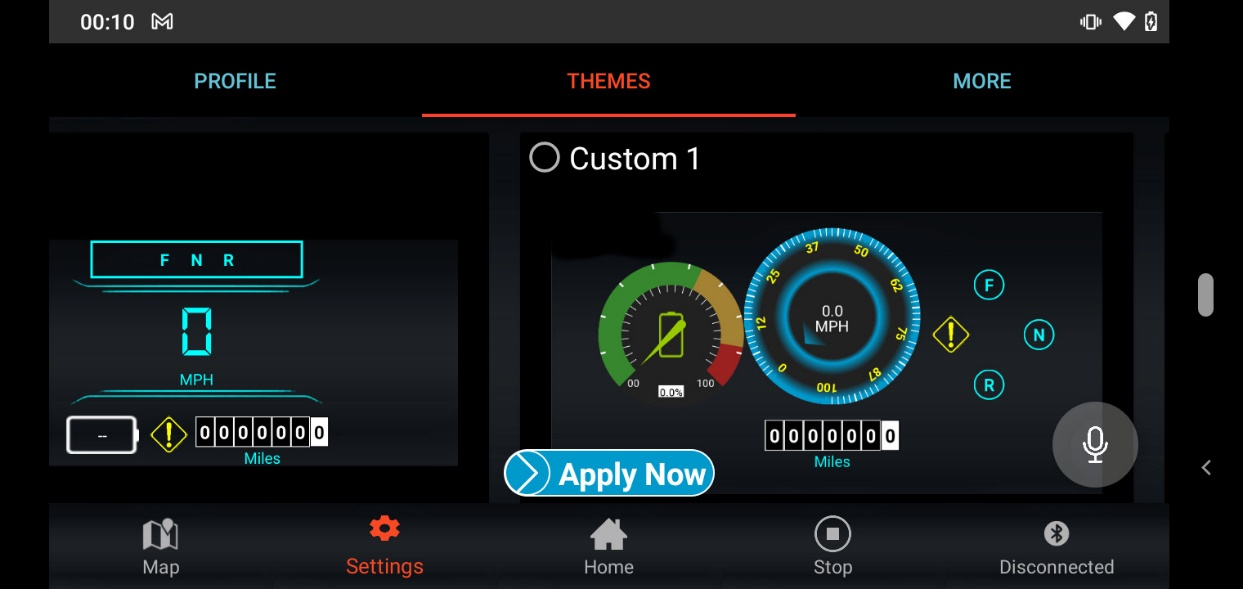 00:10
PROFILE
THEMES
MORE
Custom 1
F N R
0
MPH
--
0000000
Miles
00
100
0.0%
0
12
25
37
50
62
75
87
100
0.0
MPH
F
N
R
0000000
Miles
Apply Now
Map
Settings
Home
Stop
Disconnected